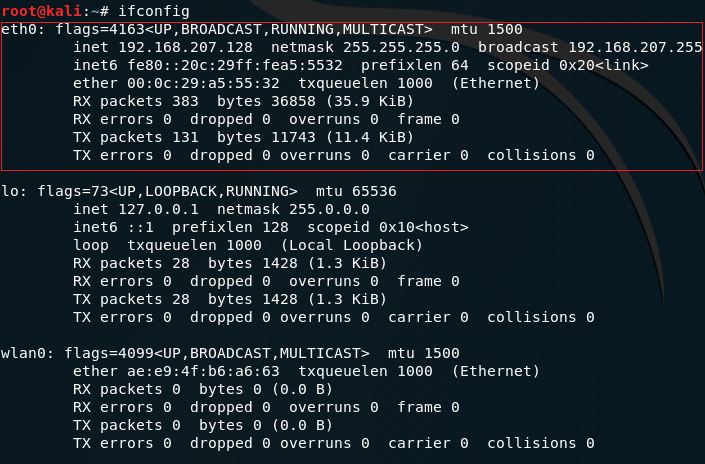 root@kali:~# ifconfig
eth0: flags=4163<UP,BROADCAST,RUNNING,MULTICAST>  mtu 1500
        inet 192.168.207.128  netmask 255.255.255.0  broadcast 192.168.207.255
        inet6 fe80::20c:29ff:fea5:5532  prefixlen 64  scopeid 0x20<link>
        ether 00:0c:29:a5:55:32  txqueuelen 1000  (Ethernet)
        RX packets 383  bytes 36858 (35.9 KiB)
        RX errors 0  dropped 0  overruns 0  frame 0
        TX packets 131  bytes 11743 (11.4 KiB)
        TX errors 0  dropped 0 overruns 0  carrier 0  collisions 0

lo: flags=73<UP,LOOPBACK,RUNNING>  mtu 65536
        inet 127.0.0.1  netmask 255.0.0.0
        inet6 ::1  prefixlen 128  scopeid 0x10<host>
        loop  txqueuelen 1000  (Local Loopback)
        RX packets 28  bytes 1428 (1.3 KiB)
        RX errors 0  dropped 0  overruns 0  frame 0
        TX packets 28  bytes 1428 (1.3 KiB)
        TX errors 0  dropped 0 overruns 0  carrier 0  collisions 0

wlan0: flags=4099<UP,BROADCAST,MULTICAST>  mtu 1500
        ether ae:e9:4f:b6:a6:63  txqueuelen 1000  (Ethernet)
        RX packets 0  bytes 0 (0.0 B)
        RX errors 0  dropped 0  overruns 0  frame 0
        TX packets 0  bytes 0 (0.0 B)
        TX errors 0  dropped 0 overruns 0  carrier 0  collisions 0